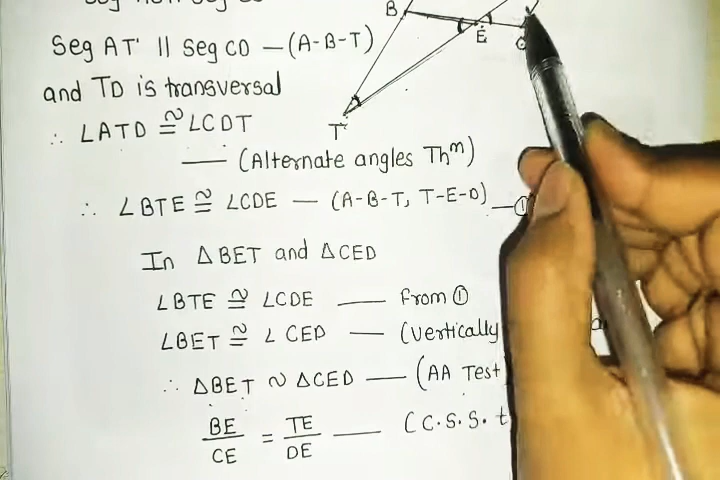 B
E
Seg AT || seg CD — (A-B-T)
and TD is transversal
T
∴ ∠ATD ≅ ∠CDT
— (Alternate angles Thm)
∴ ∠BTE ≅ ∠CDE — (A-B-T, T-E-D) — ①
In △BET and △CED
∠BTE ≅ ∠CDE — from ①
∠BET ≅ ∠CED — (Vertically
∴ △BET ~ △CED — (AA Test
BE/CE = TE/DE — (C.S.S.t